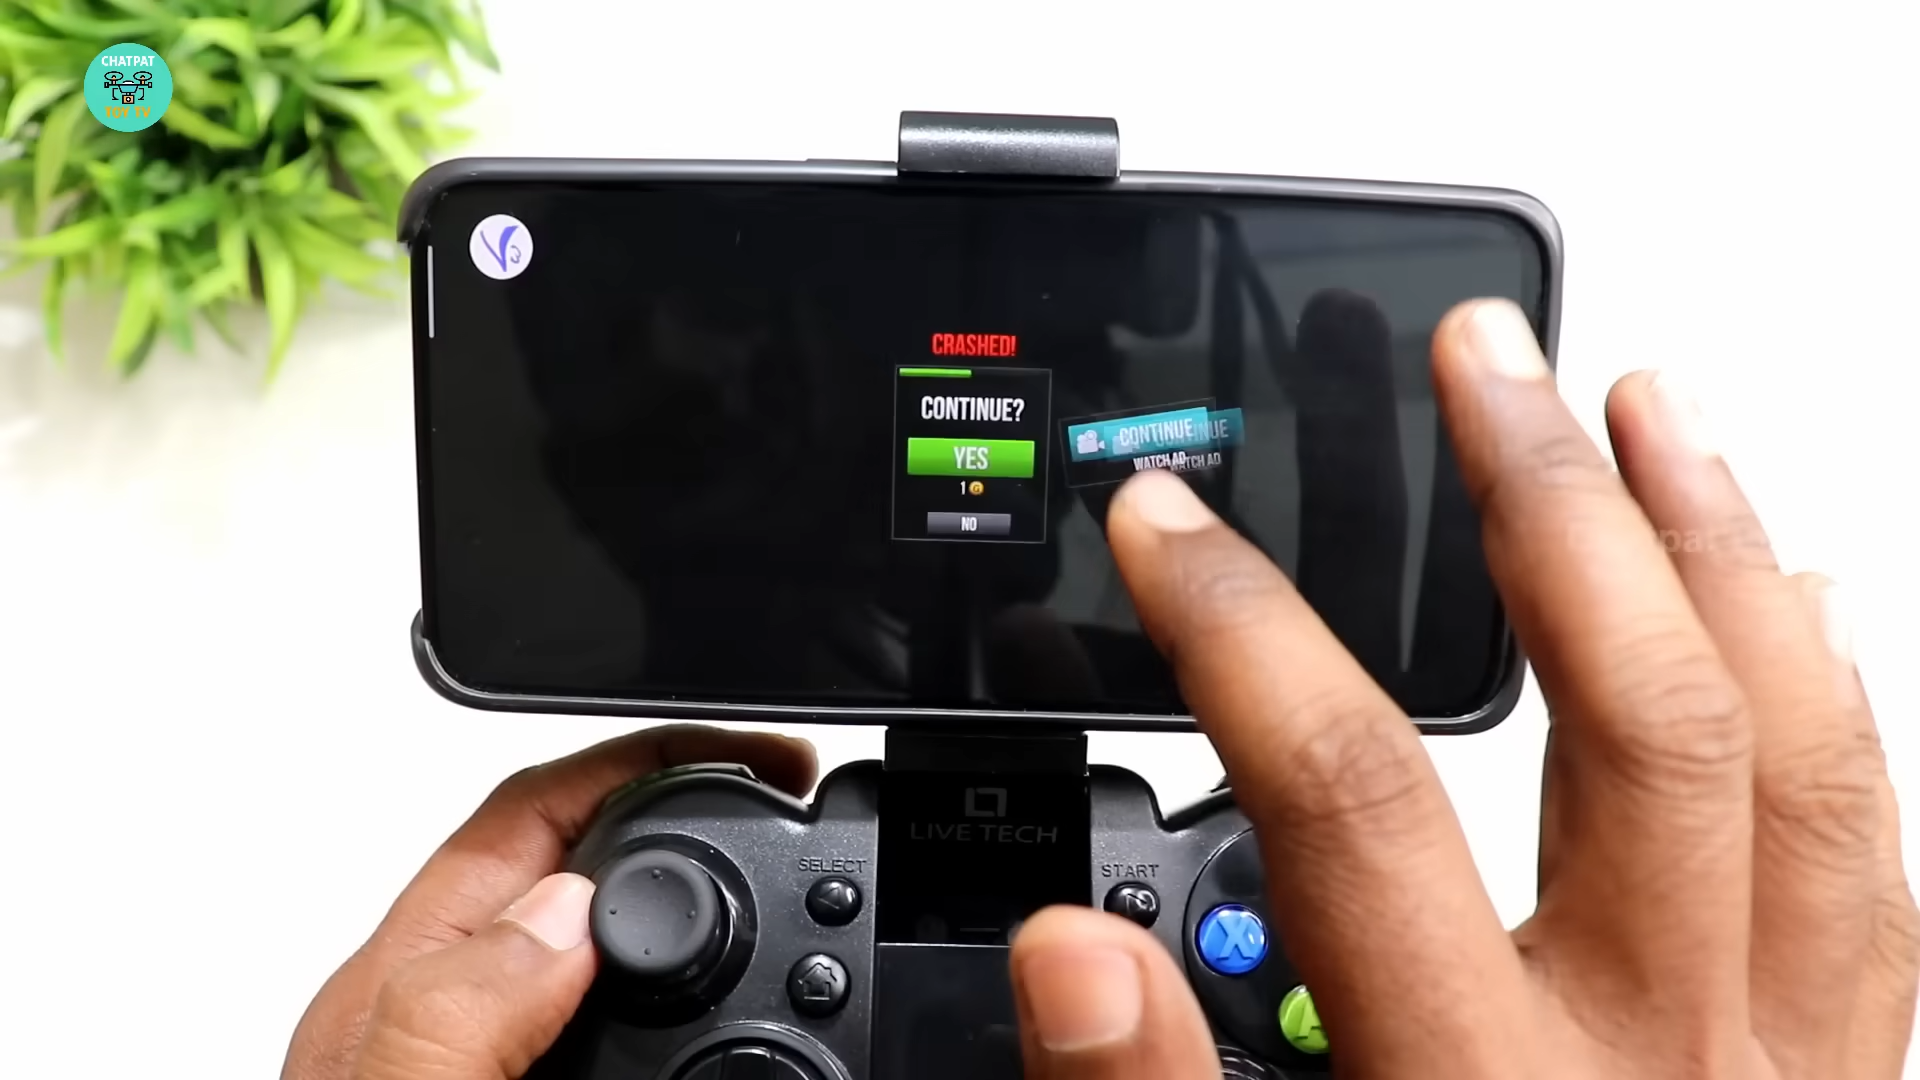 CHATPAT
TOY TV
CRASHED!
CONTINUE?
YES
1 G
NO
CONTINUE
WATCH AD
LIVE TECH
SELECT
START
X
A